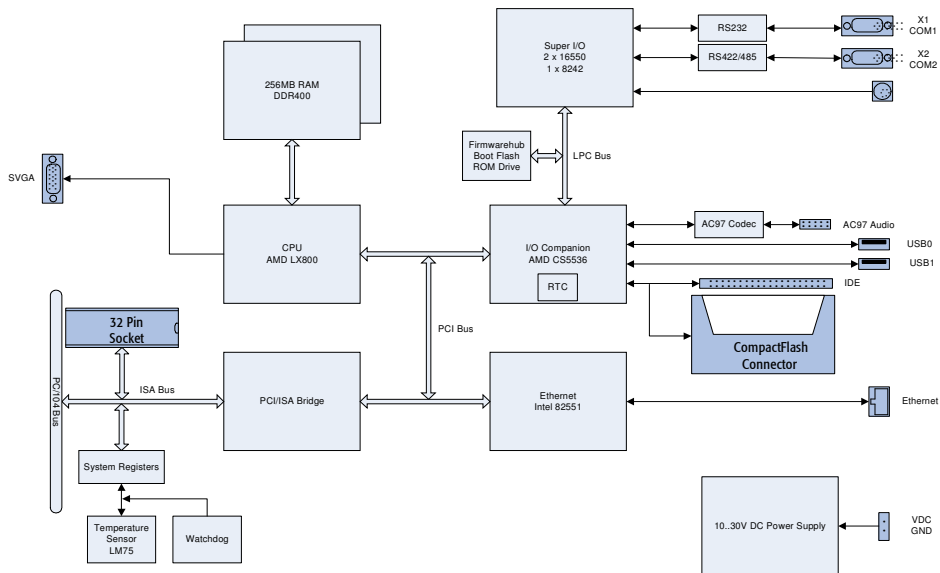 X1
COM1
RS232
Super I/O
2 x 16550
1 x 8242
X2
COM2
RS422/485
256MB RAM
DDR400
Firmwarehub
Boot Flash
ROM Drive
LPC Bus
SVGA
CPU
AMD LX800
I/O Companion
AMD CS5536
RTC
AC97 Codec
AC97 Audio
USB0
USB1
IDE
32 Pin
Socket
PCI Bus
CompactFlash
Connector
PC/104 Bus
ISA Bus
PCI/ISA Bridge
Ethernet
Intel 82551
Ethernet
System Registers
Temperature
Sensor
LM75
Watchdog
10..30V DC Power Supply
VDC
GND